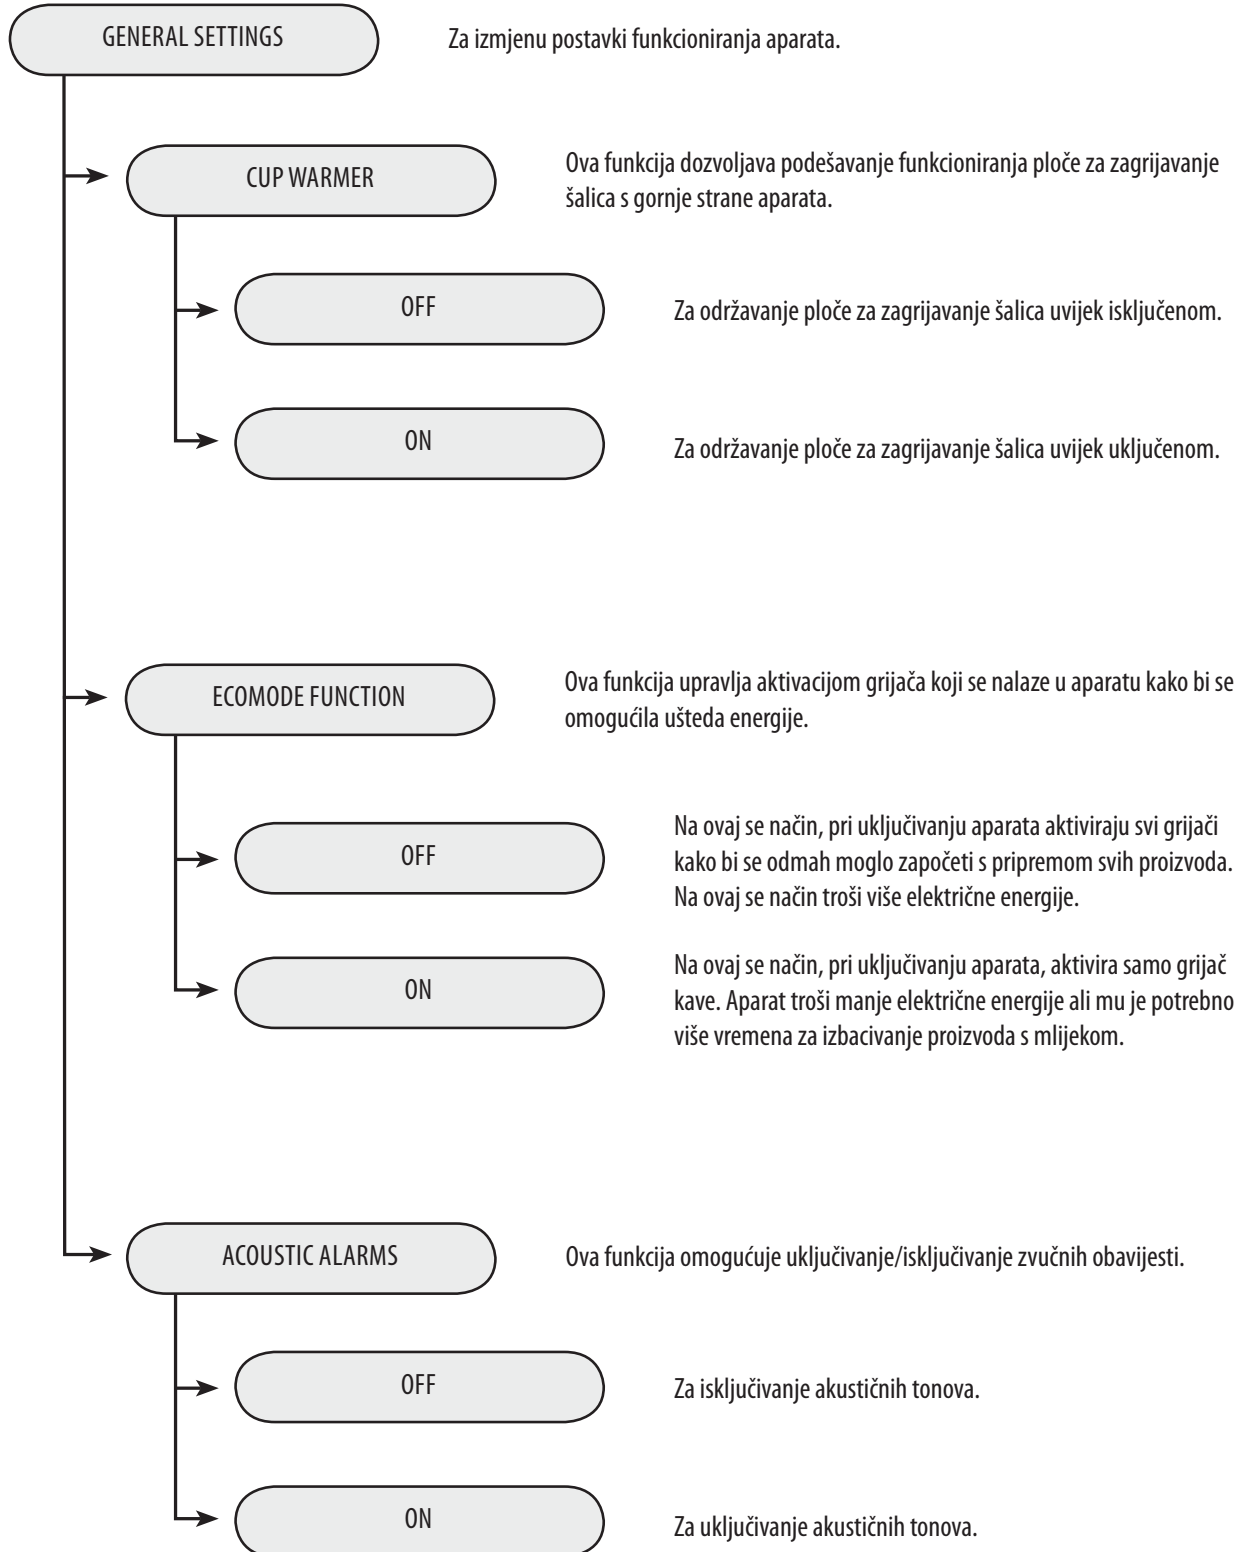 GENERAL SETTINGS
Za izmjenu postavki funkcioniranja aparata.
CUP WARMER
Ova funkcija dozvoljava podešavanje funkcioniranja ploče za zagrijavanje
šalica s gornje strane aparata.
OFF
Za održavanje ploče za zagrijavanje šalica uvijek isključenom.
ON
Za održavanje ploče za zagrijavanje šalica uvijek uključenom.
ECOMODE FUNCTION
Ova funkcija upravlja aktivacijom grijača koji se nalaze u aparatu kako bi se
omogućila ušteda energije.
OFF
Na ovaj se način, pri uključivanju aparata aktiviraju svi grijači
kako bi se odmah moglo započeti s pripremom svih proizvoda.
Na ovaj se način troši više električne energije.
ON
Na ovaj se način, pri uključivanju aparata, aktivira samo grijač
kave. Aparat troši manje električne energije ali mu je potrebno
više vremena za izbacivanje proizvoda s mlijekom.
ACOUSTIC ALARMS
Ova funkcija omogućuje uključivanje/isključivanje zvučnih obavijesti.
OFF
Za isključivanje akustičnih tonova.
ON
Za uključivanje akustičnih tonova.